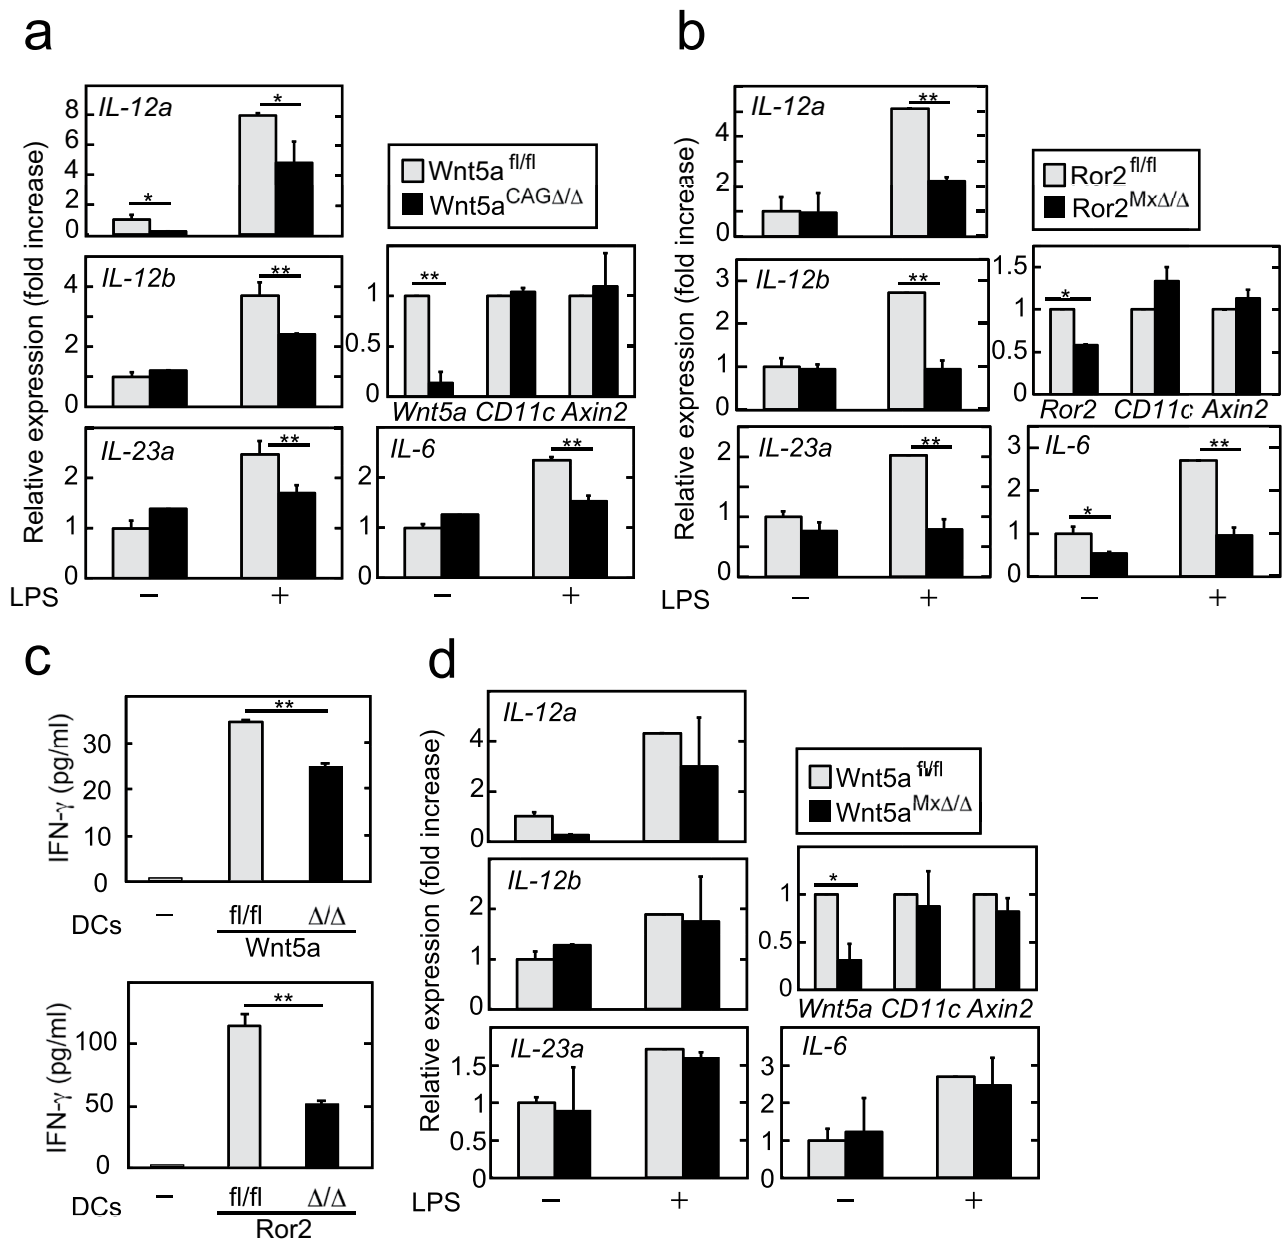 a
Relative expression (fold increase)
IL-12a
8
6
4
2
0
*
*
IL-12b
4
2
0
**
IL-23a
2
1
0
**
Wnt5a fl/fl
Wnt5a CAGΔ/Δ
1
0.5
0
**
Wnt5a CD11c Axin2
IL-6
2
1
0
**
LPS − + − +
b
Relative expression (fold increase)
IL-12a
4
2
0
**
IL-12b
3
2
1
0
**
IL-23a
2
1
0
**
Ror2 fl/fl
Ror2 MxΔ/Δ
1.5
1
0.5
0
*
Ror2 CD11c Axin2
IL-6
3
2
1
0
*
**
LPS − + − +
c
IFN-γ (pg/ml)
30
20
10
0
**
DCs − fl/fl Δ/Δ
Wnt5a
IFN-γ (pg/ml)
100
50
0
**
DCs − fl/fl Δ/Δ
Ror2
d
Relative expression (fold increase)
IL-12a
4
2
0
IL-12b
2
1
0
IL-23a
1.5
1
0.5
0
Wnt5a fl/fl
Wnt5a MxΔ/Δ
1
0.5
0
*
Wnt5a CD11c Axin2
IL-6
3
2
1
0
LPS − + − +